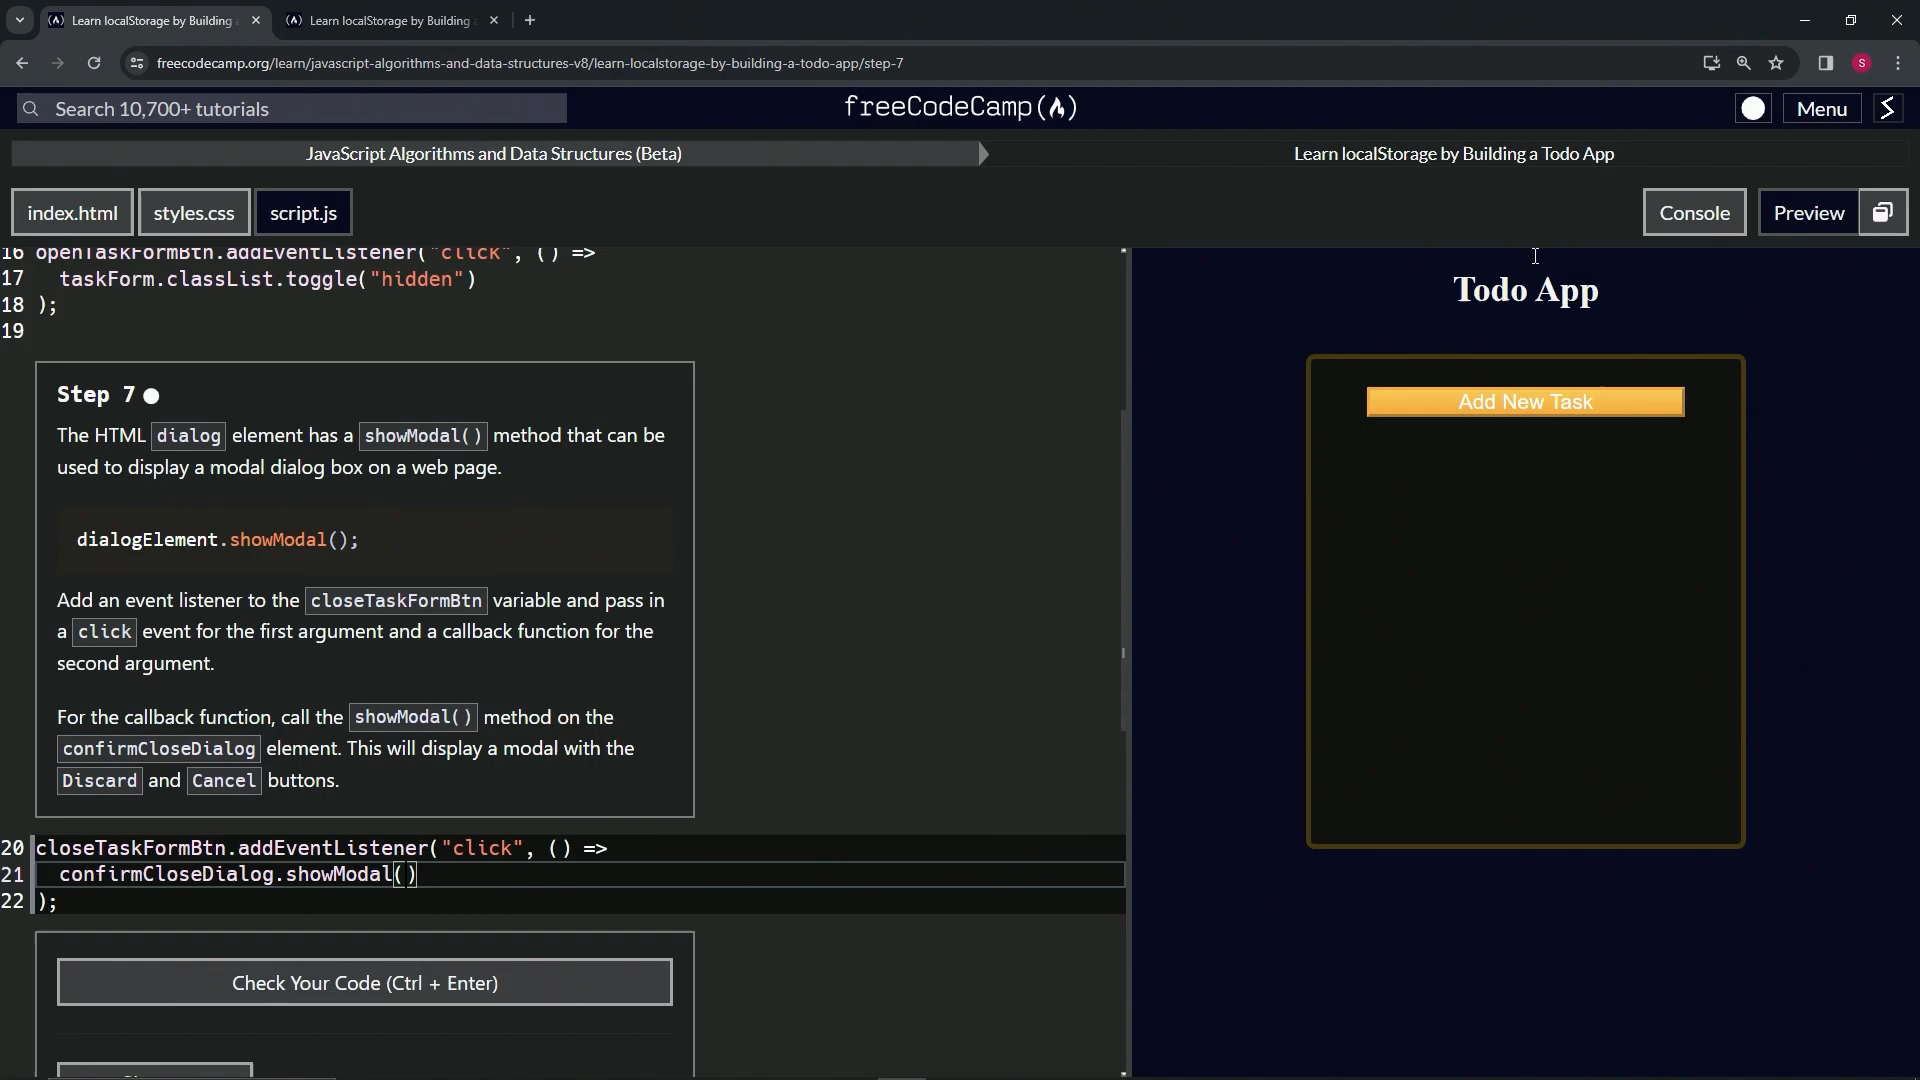 Learn localStorage by Building
Learn localStorage by Building
freecodecamp.org/learn/javascript-algorithms-and-data-structures-v8/learn-localstorage-by-building-a-todo-app/step-7
S
Search 10,700+ tutorials
freeCodeCamp
Menu
JavaScript Algorithms and Data Structures (Beta)
Learn localStorage by Building a Todo App
index.html
styles.css
script.js
Console
Preview
16 openTaskFormBtn.addEventListener("click", () =>
17 taskForm.classList.toggle("hidden")
18 );
19
Step 7
The HTML dialog element has a showModal() method that can be
used to display a modal dialog box on a web page.
dialogElement.showModal();
Add an event listener to the closeTaskFormBtn variable and pass in
a click event for the first argument and a callback function for the
second argument.
For the callback function, call the showModal() method on the
confirmCloseDialog element. This will display a modal with the
Discard and Cancel buttons.
20 closeTaskFormBtn.addEventListener("click", () =>
21 confirmCloseDialog.showModal()
22 );
Check Your Code (Ctrl + Enter)
Todo App
Add New Task